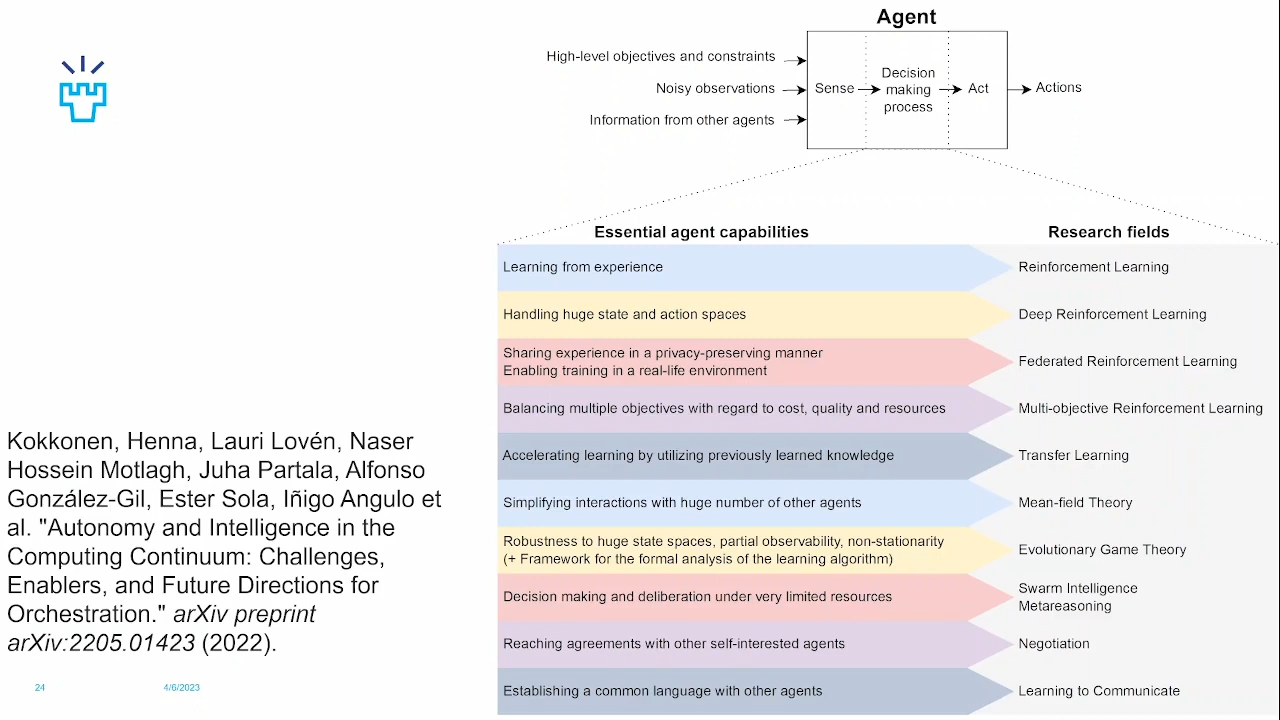 Agent
High-level objectives and constraints
Noisy observations
Information from other agents
Sense
Decision
making
process
Act
Actions
Essential agent capabilities
Research fields
Learning from experience
Reinforcement Learning
Handling huge state and action spaces
Deep Reinforcement Learning
Sharing experience in a privacy-preserving manner
Enabling training in a real-life environment
Federated Reinforcement Learning
Balancing multiple objectives with regard to cost, quality and resources
Multi-objective Reinforcement Learning
Accelerating learning by utilizing previously learned knowledge
Transfer Learning
Simplifying interactions with huge number of other agents
Mean-field Theory
Robustness to huge state spaces, partial observability, non-stationarity
(+ Framework for the formal analysis of the learning algorithm)
Evolutionary Game Theory
Decision making and deliberation under very limited resources
Swarm Intelligence
Metareasoning
Reaching agreements with other self-interested agents
Negotiation
Establishing a common language with other agents
Learning to Communicate
Kokkonen, Henna, Lauri Lovén, Naser
Hossein Motlagh, Juha Partala, Alfonso
González-Gil, Ester Sola, Iñigo Angulo et
al. "Autonomy and Intelligence in the
Computing Continuum: Challenges,
Enablers, and Future Directions for
Orchestration." arXiv preprint
arXiv:2205.01423 (2022).
24
4/6/2023